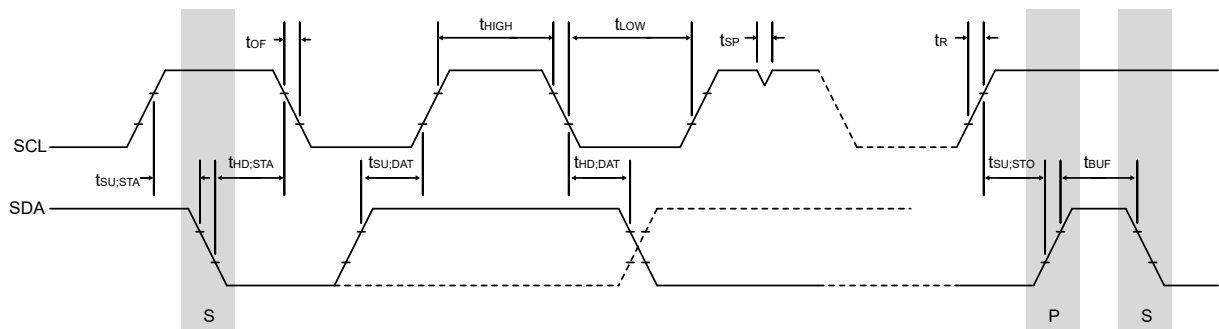 tOF
tHIGH
tLOW
tSP
tR
SCL
tSU;STA
tHD;STA
tSU;DAT
tHD;DAT
tSU;STO
tBUF
SDA
S
P
S